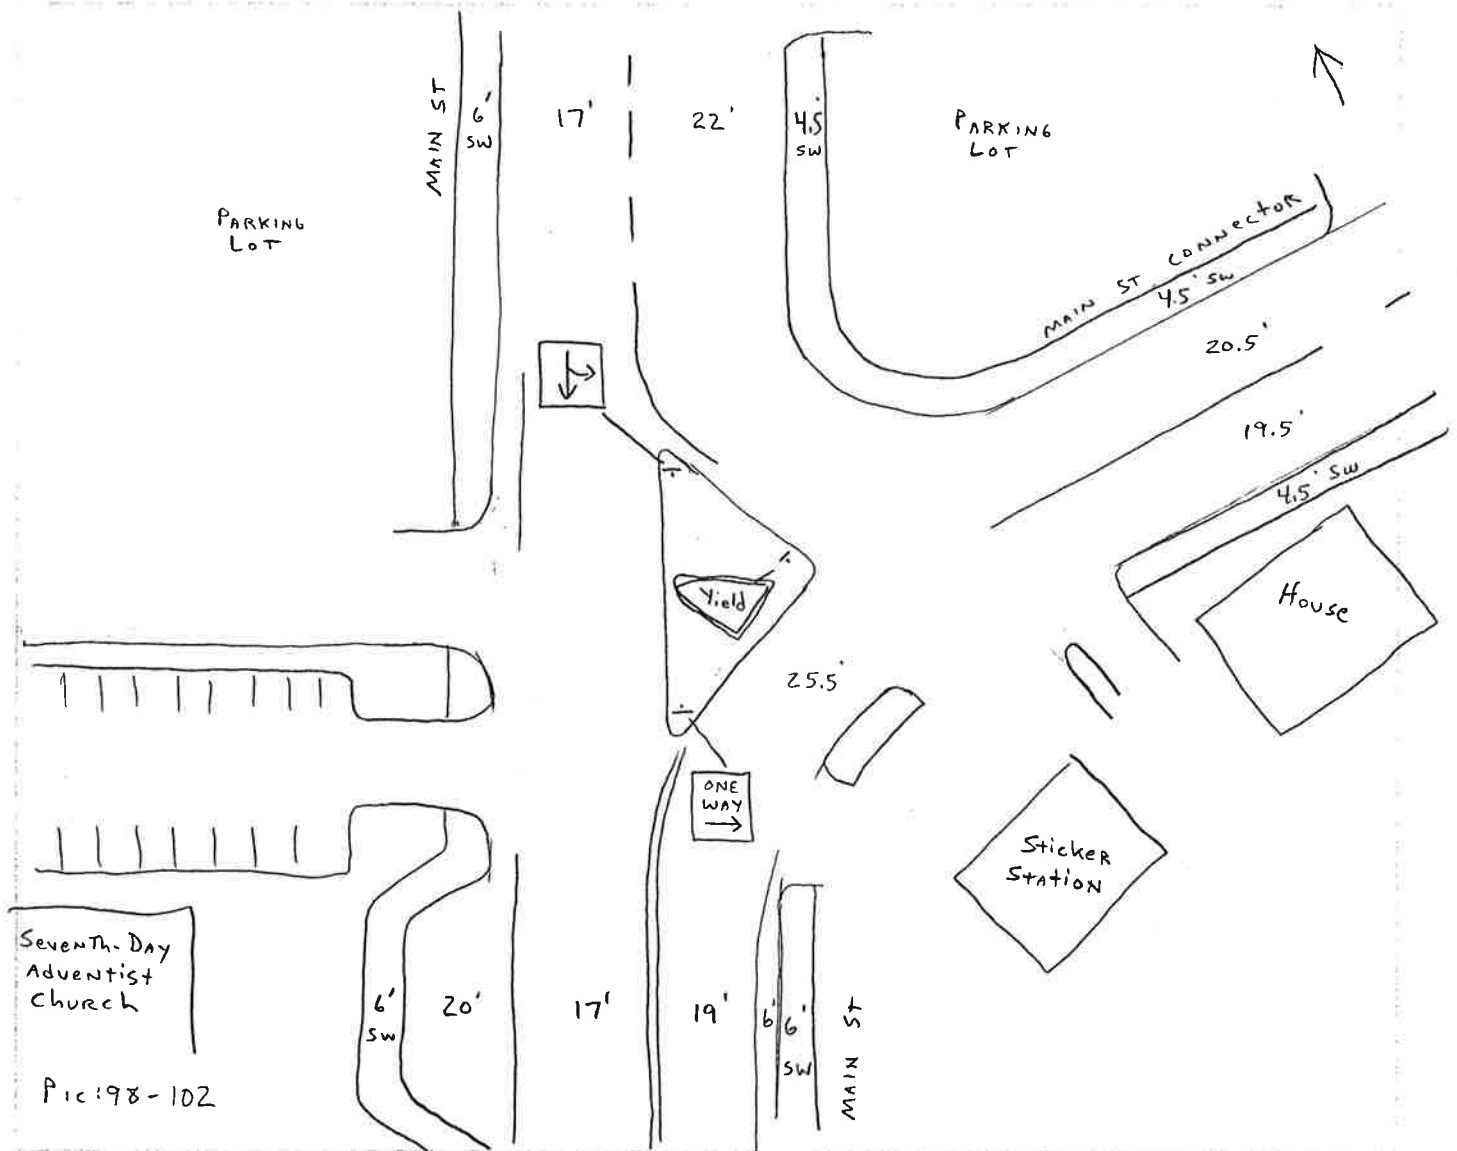 MAIN ST
6'
SW
17'
22'
4.5'
SW
PARKING
LOT
PARKING
LOT
MAIN ST. CONNECTOR
4.5' SW
20.5'
19.5'
4.5' SW
House
Yield
25.5'
ONE
WAY
Sticker
Station
Seventh-Day
Adventist
Church
6'
SW
20'
17'
19'
6'
6'
SW
MAIN ST
Pic: 98-102